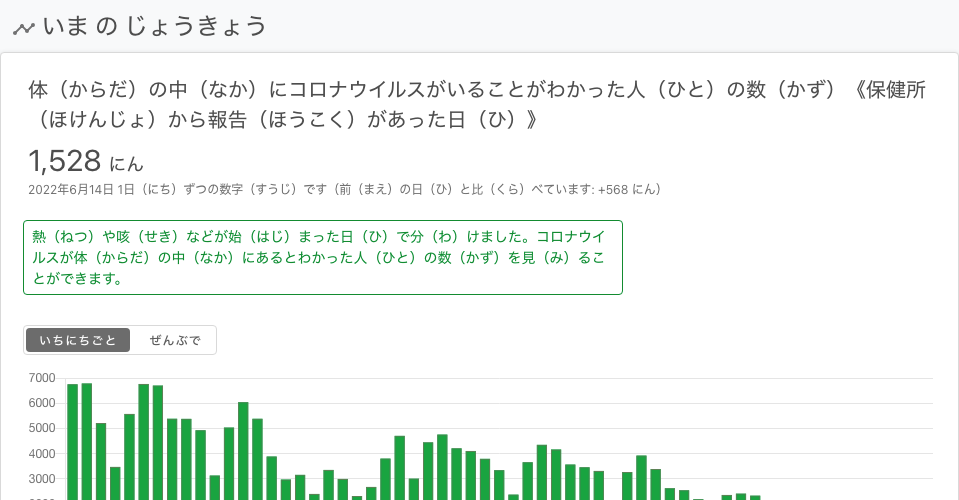 いま の じょうきょう
体（からだ）の中（なか）にコロナウイルスがいることがわかった人（ひと）の数（かず）《保健所
（ほけんじょ）から報告（ほうこく）があった日（ひ）》
1,528 にん
2022年6月14日 1日（にち）ずつの数字（すうじ）です（前（まえ）の日（ひ）と比（くら）べています: +568 にん）
熱（ねつ）や咳（せき）などが始（はじ）まった日（ひ）で分（わ）けました。コロナウイ
ルスが体（からだ）の中（なか）にあるとわかった人（ひと）の数（かず）を見（み）るこ
とができます。
いちにちごと ぜんぶで
7000
6000
5000
4000
3000